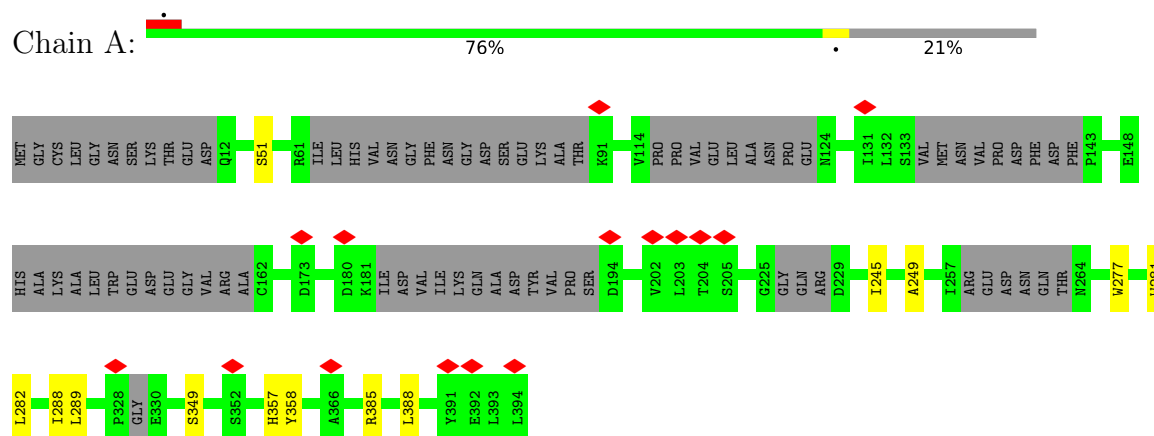 Chain A: 76% 21%
MET GLY CYS LEU GLY ASN SER LYS THR GLU ASP Q12 S51 R61 ILE LEU HIS VAL ASN GLY PHE ASN GLY ASP SER GLU LYS ALA THR K91 V114 PRO PRO VAL GLU LEU ALA ASN PRO GLU N124 I131 L132 S133 VAL MET ASN VAL PRO ASP PHE ASP PHE P143 E148
HIS ALA LYS ALA LEU TRP GLU ASP GLU GLY VAL ARG ALA C162 D173 D180 K181 ILE ASP VAL ILE LYS GLN ALA ASP TYR VAL PRO SER D194 V202 L203 T204 S205 G225 GLY GLN ARG D229 I245 A249 I257 ARG GLU ASP ASN GLN THR N264 W277
L282 I288 L289 P328 GLY E330 S349 S352 H357 Y358 A366 R385 L388 Y391 E392 L393 L394